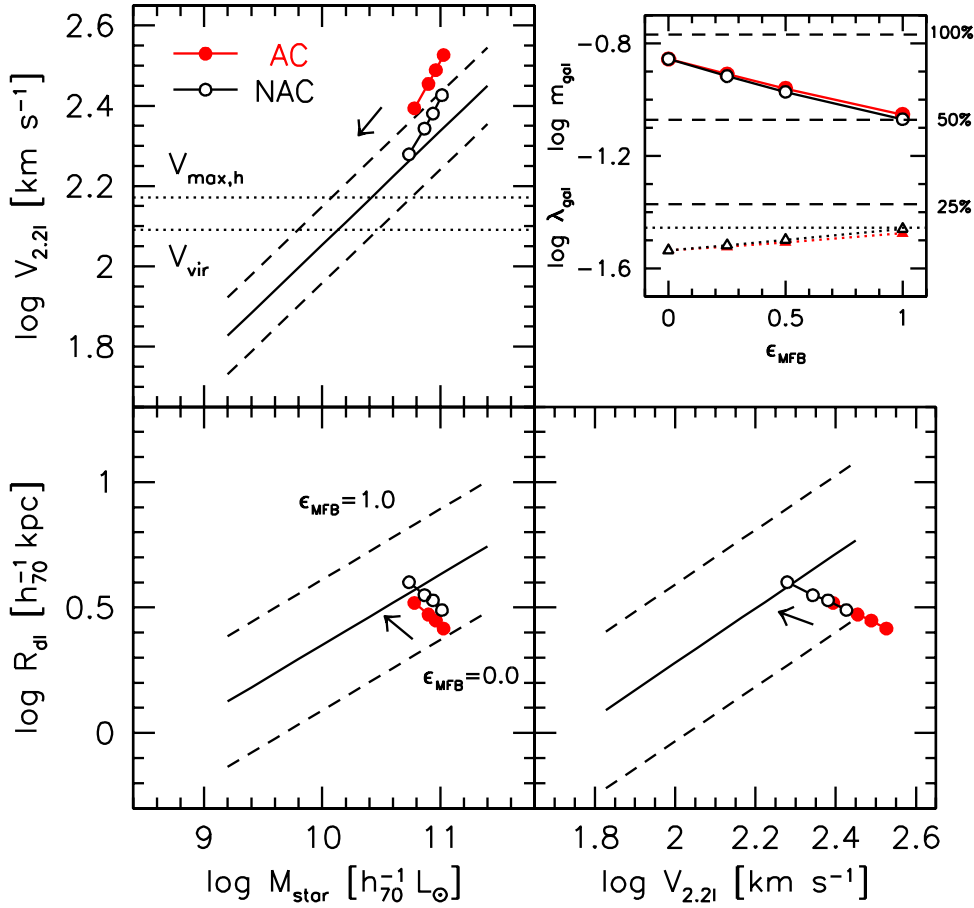 2.6
2.4
2.2
2
1.8
log V₂.₂I [km s⁻¹]
AC
NAC
Vmax,h
Vvir
-0.8
-1.2
-1.6
log λgal log mgal
100%
50%
25%
0 0.5 1
ϵMFB
1
0.5
0
log RdI [h₇₀⁻¹ kpc]
ϵMFB=1.0
ϵMFB=0.0
9 10 11
log Mstar [h₇₀⁻¹ L⊙]
2 2.2 2.4 2.6
log V₂.₂I [km s⁻¹]